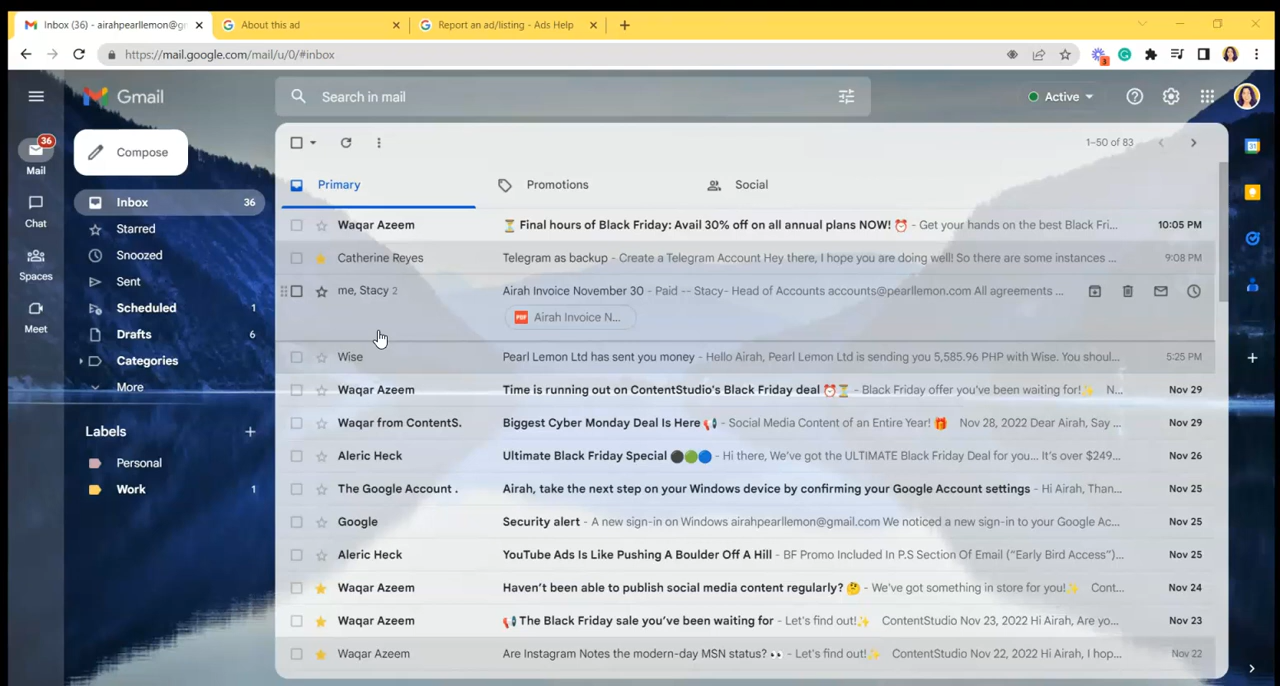 Inbox (36) - airahpearllemon@g
About this ad
Report an ad/listing - Ads Help
https://mail.google.com/mail/u/0/#inbox
3
Gmail
Search in mail
Active
36
Mail
Compose
1–50 of 83
Primary
Promotions
Social
Inbox 36
Chat
Waqar Azeem ⏳ Final hours of Black Friday: Avail 30% off on all annual plans NOW! ⏰ - Get your hands on the best Black Fri... 10:05 PM
Starred
Snoozed
Catherine Reyes Telegram as backup - Create a Telegram Account Hey there, I hope you are doing well! So there are some instances ... 9:08 PM
Spaces
Sent
me, Stacy 2 Airah Invoice November 30 - Paid -- Stacy- Head of Accounts accounts@pearllemon.com All agreements ...
Scheduled
PDF Airah Invoice N...
Meet
Drafts 6
Wise Pearl Lemon Ltd has sent you money - Hello Airah, Pearl Lemon Ltd is sending you 5,585.96 PHP with Wise. You shoul... 5:25 PM
Categories
More
Waqar Azeem Time is running out on ContentStudio's Black Friday deal ⏰⏳ - Black Friday offer you've been waiting for!✨ N... Nov 29
Waqar from ContentS. Biggest Cyber Monday Deal Is Here 📢 - Social Media Content of an Entire Year! 🎁 Nov 28, 2022 Dear Airah, Say ... Nov 29
Labels
Aleric Heck Ultimate Black Friday Special ⚫🟢🔵 - Hi there, We've got the ULTIMATE Black Friday Deal for you... It's over $249... Nov 26
Personal
Work 1
The Google Account . Airah, take the next step on your Windows device by confirming your Google Account settings - Hi Airah, Than... Nov 25
Google Security alert - A new sign-in on Windows airahpearllemon@gmail.com We noticed a new sign-in to your Google Ac... Nov 25
Aleric Heck YouTube Ads Is Like Pushing A Boulder Off A Hill - BF Promo Included In P.S Section Of Email ("Early Bird Access")... Nov 25
Waqar Azeem Haven't been able to publish social media content regularly? 🤔 - We've got something in store for you!✨ Cont... Nov 24
Waqar Azeem 📢 The Black Friday sale you've been waiting for - Let's find out!✨ ContentStudio Nov 23, 2022 Hi Airah, Are yo... Nov 23
Waqar Azeem Are Instagram Notes the modern-day MSN status? 👀 - Let's find out!✨ ContentStudio Nov 22, 2022 Hi Airah, I hop... Nov 22